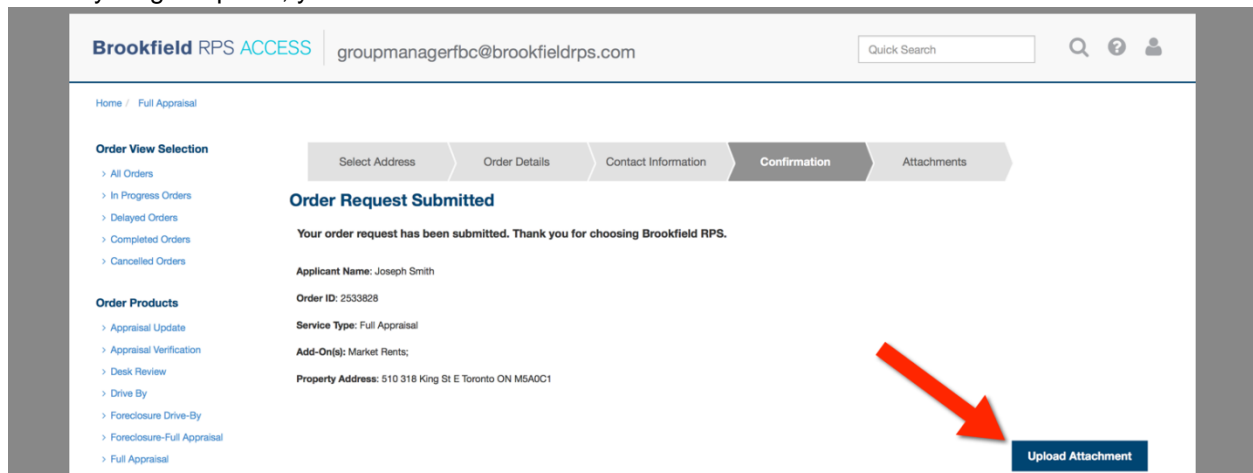 Brookfield RPS ACCESS
groupmanagerfbc@brookfieldrps.com
Quick Search
Home / Full Appraisal
Order View Selection
> All Orders
> In Progress Orders
> Delayed Orders
> Completed Orders
> Cancelled Orders
Order Products
> Appraisal Update
> Appraisal Verification
> Desk Review
> Drive By
> Foreclosure Drive-By
> Foreclosure-Full Appraisal
> Full Appraisal
Select Address
Order Details
Contact Information
Confirmation
Attachments
Order Request Submitted
Your order request has been submitted. Thank you for choosing Brookfield RPS.
Applicant Name: Joseph Smith
Order ID: 2533828
Service Type: Full Appraisal
Add-On(s): Market Rents;
Property Address: 510 318 King St E Toronto ON M5A0C1
Upload Attachment